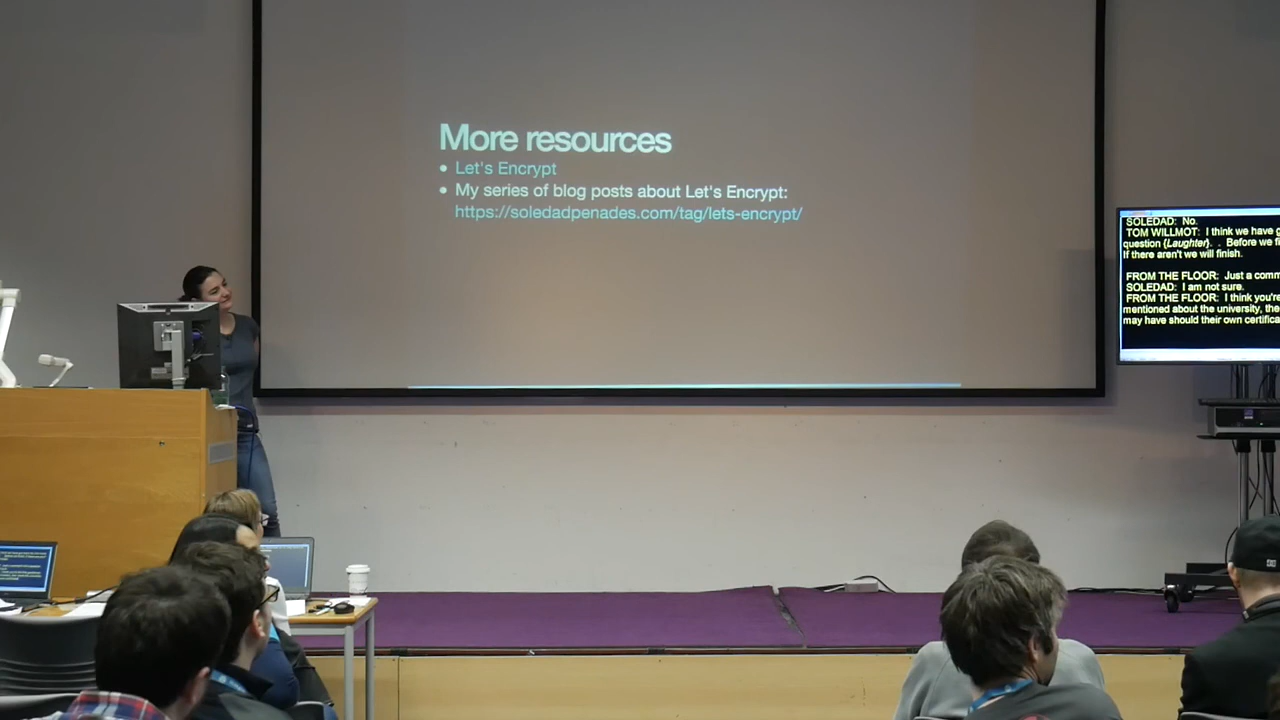 More resources
• Let's Encrypt
• My series of blog posts about Let's Encrypt:
https://soledadpenades.com/tag/lets-encrypt/
SOLEDAD: No.
TOM WILLMOT: I think we have g
question {Laughter}. . Before we fi
If there aren't we will finish.
FROM THE FLOOR: Just a comm
SOLEDAD: I am not sure.
FROM THE FLOOR: I think you're
mentioned about the university, the
may have should their own certifica